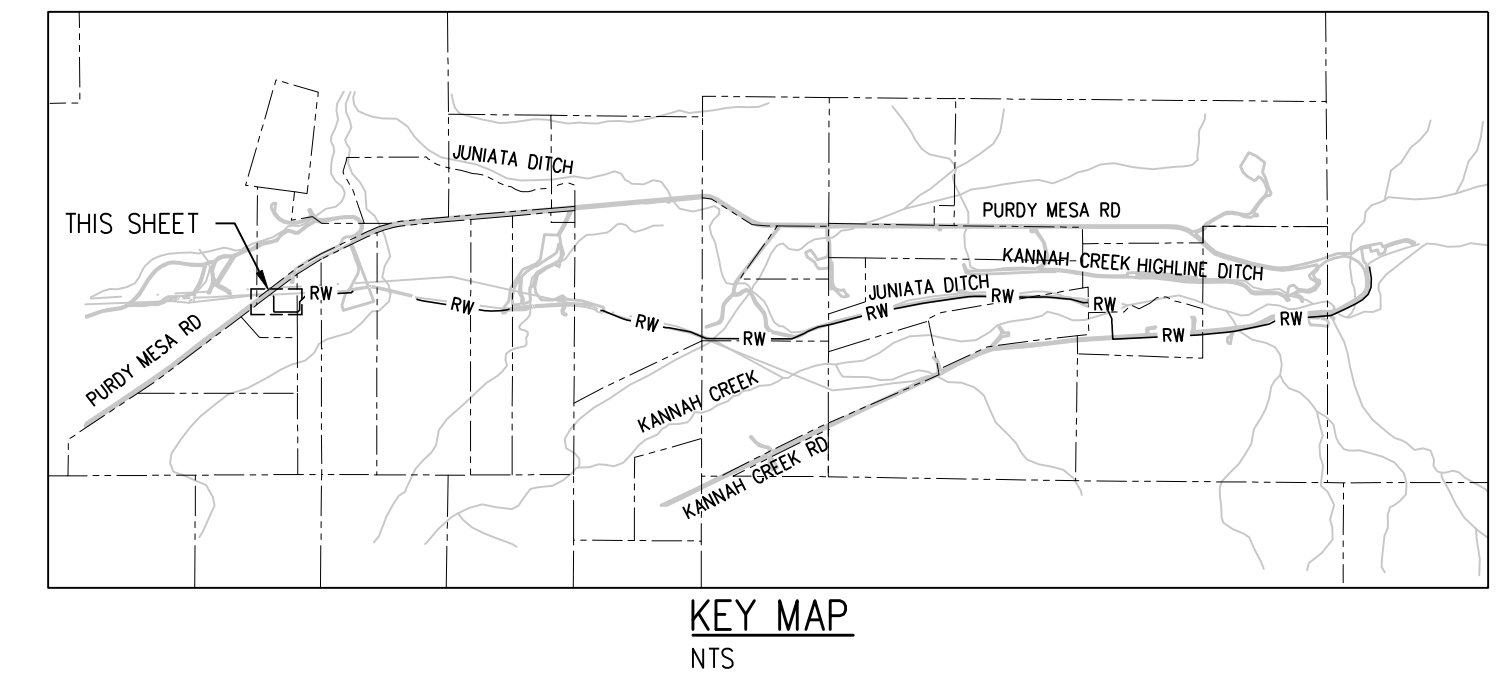 JUNIATA DITCH
THIS SHEET
PURDY MESA RD
KANNAH CREEK HIGHLINE DITCH
JUNIATA DITCH
RW
RW
RW
RW
RW
RW
RW
RW
RW
PURDY MESA RD
KANNAH CREEK
KANNAH CREEK RD
KEY MAP
NTS